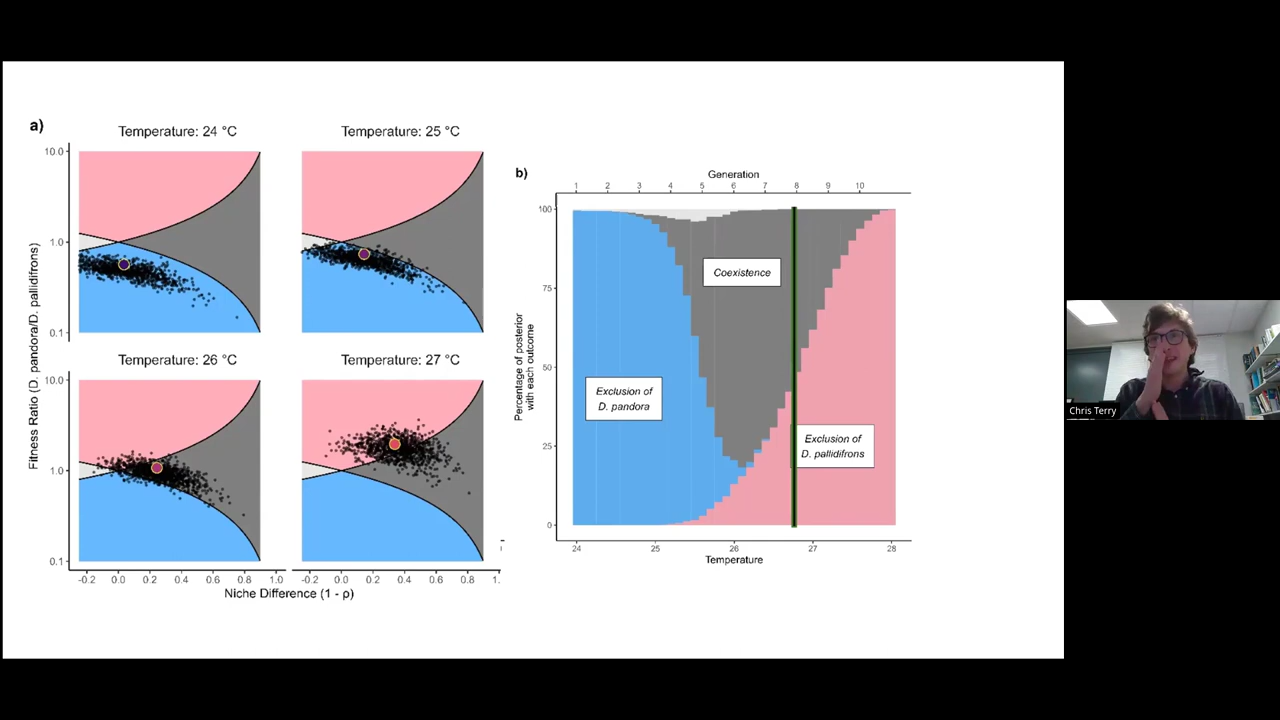 a)
Temperature: 24 °C
Temperature: 25 °C
10.0
1.0
0.1
Temperature: 26 °C
Temperature: 27 °C
10.0
1.0
0.1
-0.2 0.0 0.2 0.4 0.6 0.8 1.0
-0.2 0.0 0.2 0.4 0.6 0.8 1.
Niche Difference (1 - ρ)
Fitness Ratio (D. pandora/D. pallidifrons)
b)
Generation
1 2 3 4 5 6 7 8 9 10
100
75
50
25
0
Percentage of posterior
with each outcome
Coexistence
Exclusion of
D. pandora
Exclusion of
D. pallidifrons
24 25 26 27 28
Temperature
Chris Terry